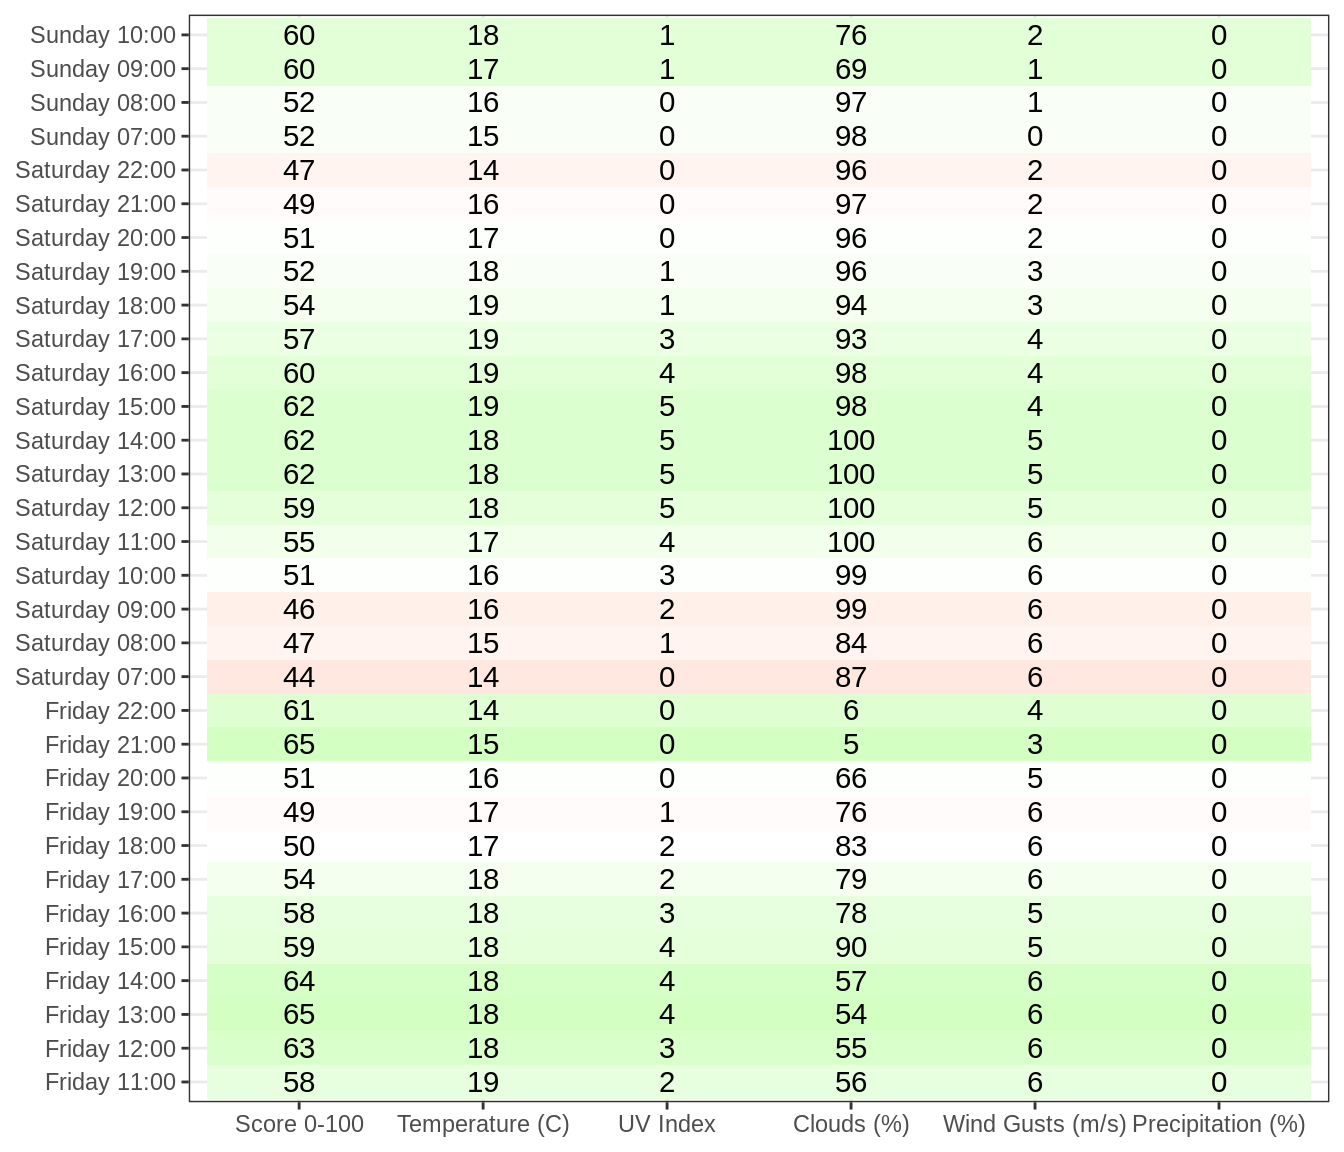 Sunday 10:00 60 18 1 76 2 0
Sunday 09:00 60 17 1 69 1 0
Sunday 08:00 52 16 0 97 1 0
Sunday 07:00 52 15 0 98 0 0
Saturday 22:00 47 14 0 96 2 0
Saturday 21:00 49 16 0 97 2 0
Saturday 20:00 51 17 0 96 2 0
Saturday 19:00 52 18 1 96 3 0
Saturday 18:00 54 19 1 94 3 0
Saturday 17:00 57 19 3 93 4 0
Saturday 16:00 60 19 4 98 4 0
Saturday 15:00 62 19 5 98 4 0
Saturday 14:00 62 18 5 100 5 0
Saturday 13:00 62 18 5 100 5 0
Saturday 12:00 59 18 5 100 5 0
Saturday 11:00 55 17 4 100 6 0
Saturday 10:00 51 16 3 99 6 0
Saturday 09:00 46 16 2 99 6 0
Saturday 08:00 47 15 1 84 6 0
Saturday 07:00 44 14 0 87 6 0
Friday 22:00 61 14 0 6 4 0
Friday 21:00 65 15 0 5 3 0
Friday 20:00 51 16 0 66 5 0
Friday 19:00 49 17 1 76 6 0
Friday 18:00 50 17 2 83 6 0
Friday 17:00 54 18 2 79 6 0
Friday 16:00 58 18 3 78 5 0
Friday 15:00 59 18 4 90 5 0
Friday 14:00 64 18 4 57 6 0
Friday 13:00 65 18 4 54 6 0
Friday 12:00 63 18 3 55 6 0
Friday 11:00 58 19 2 56 6 0
Score 0-100 Temperature (C) UV Index Clouds (%) Wind Gusts (m/s) Precipitation (%)